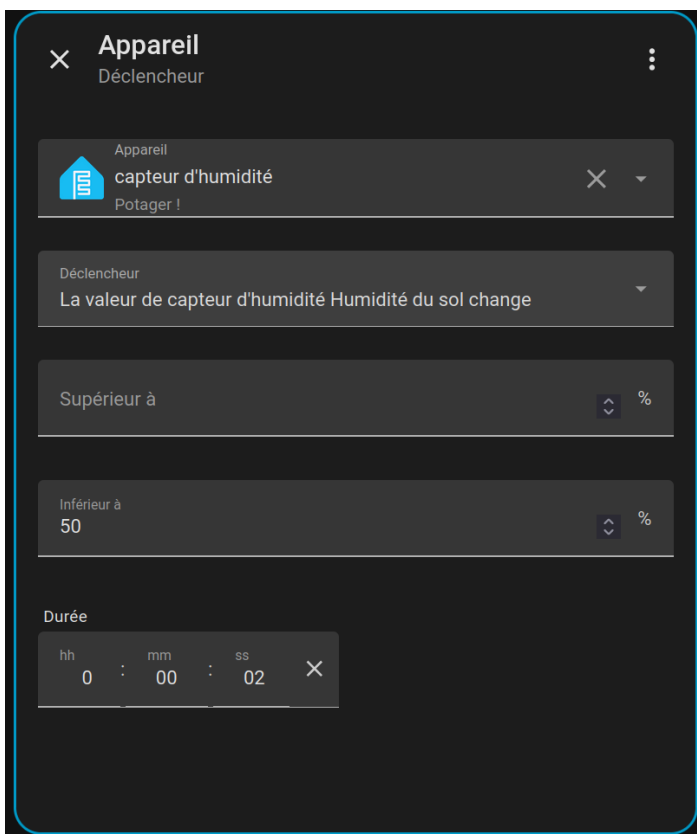 Appareil
Déclencheur
Appareil
capteur d'humidité
Potager !
Déclencheur
La valeur de capteur d'humidité Humidité du sol change
Supérieur à
%
Inférieur à
50
%
Durée
hh mm ss
0 : 00 : 02